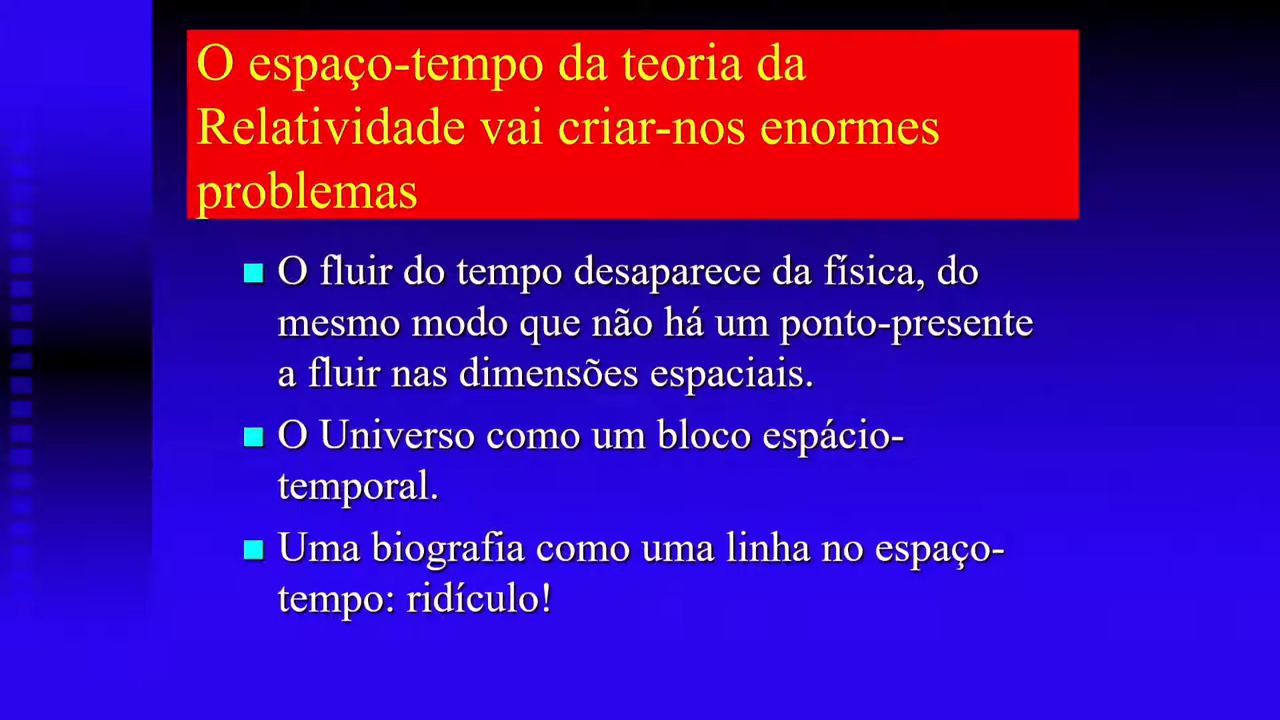 O espaço-tempo da teoria da
Relatividade vai criar-nos enormes
problemas
O fluir do tempo desaparece da física, do
mesmo modo que não há um ponto-presente
a fluir nas dimensões espaciais.
O Universo como um bloco espácio-
temporal.
Uma biografia como uma linha no espaço-
tempo: ridículo!